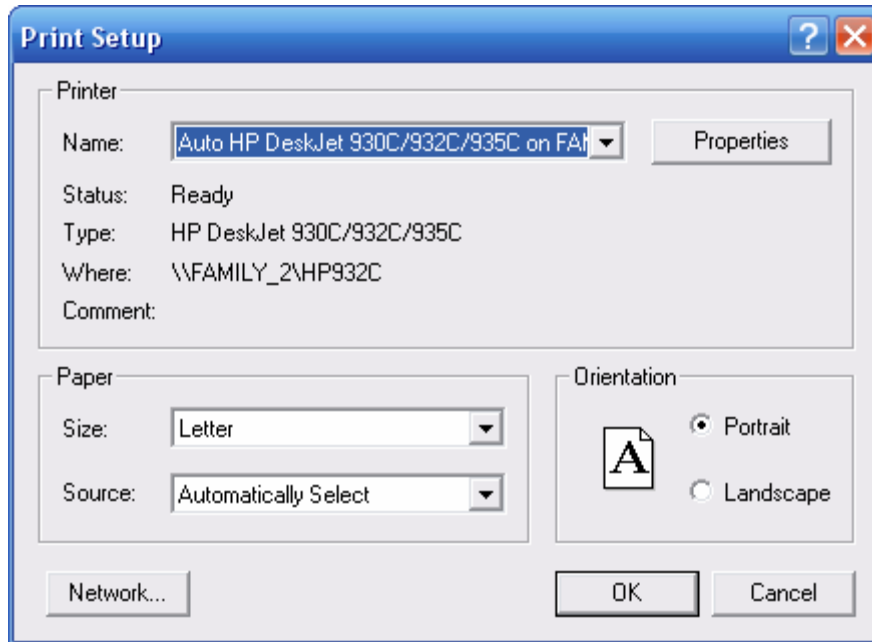 Print Setup
?
Printer
Name: Auto HP DeskJet 930C/932C/935C on FAM Properties
Status: Ready
Type: HP DeskJet 930C/932C/935C
Where: \\FAMILY_2\HP932C
Comment:
Paper
Size: Letter
Source: Automatically Select
Orientation
A
Portrait
Landscape
Network...
OK
Cancel